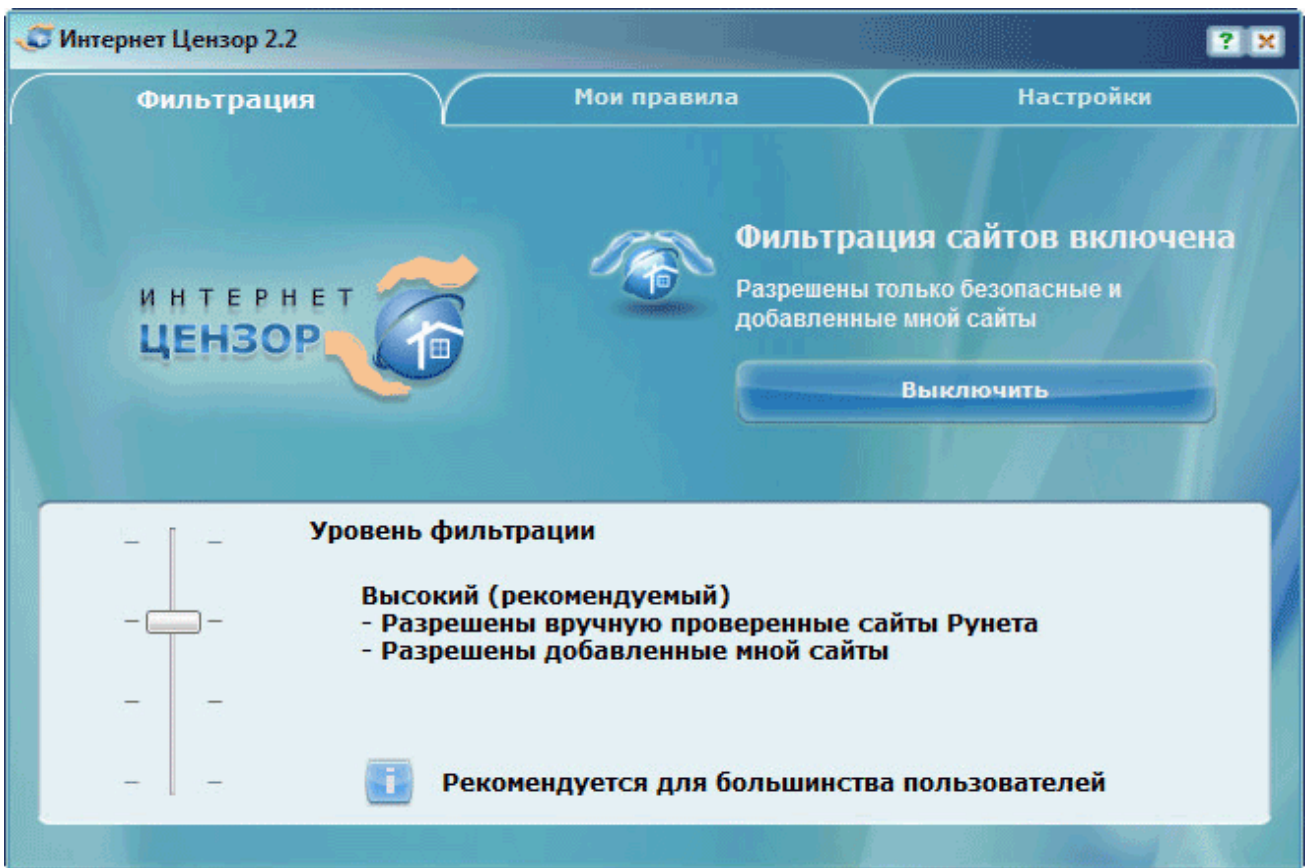 Интернет Цензор 2.2
Фильтрация
Мои правила
Настройки
ИНТЕРНЕТ
ЦЕНЗОР
Фильтрация сайтов включена
Разрешены только безопасные и
добавленные мной сайты
Выключить
Уровень фильтрации
Высокий (рекомендуемый)
- Разрешены вручную проверенные сайты Рунета
- Разрешены добавленные мной сайты
Рекомендуется для большинства пользователей